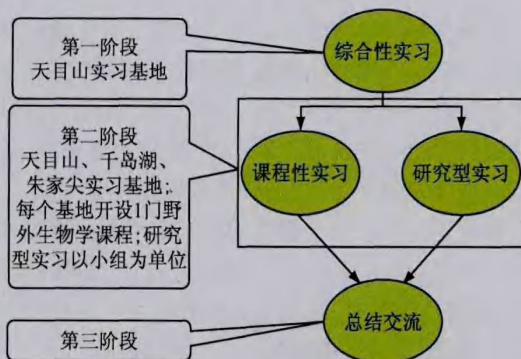 第一阶段
天目山实习基地
综合性实习
第二阶段
天目山、千岛湖、
朱家尖实习基地;
每个基地开设1门野
外生物学课程;研究
型实习以小组为单位
课程性实习
研究型实习
第三阶段
总结交流